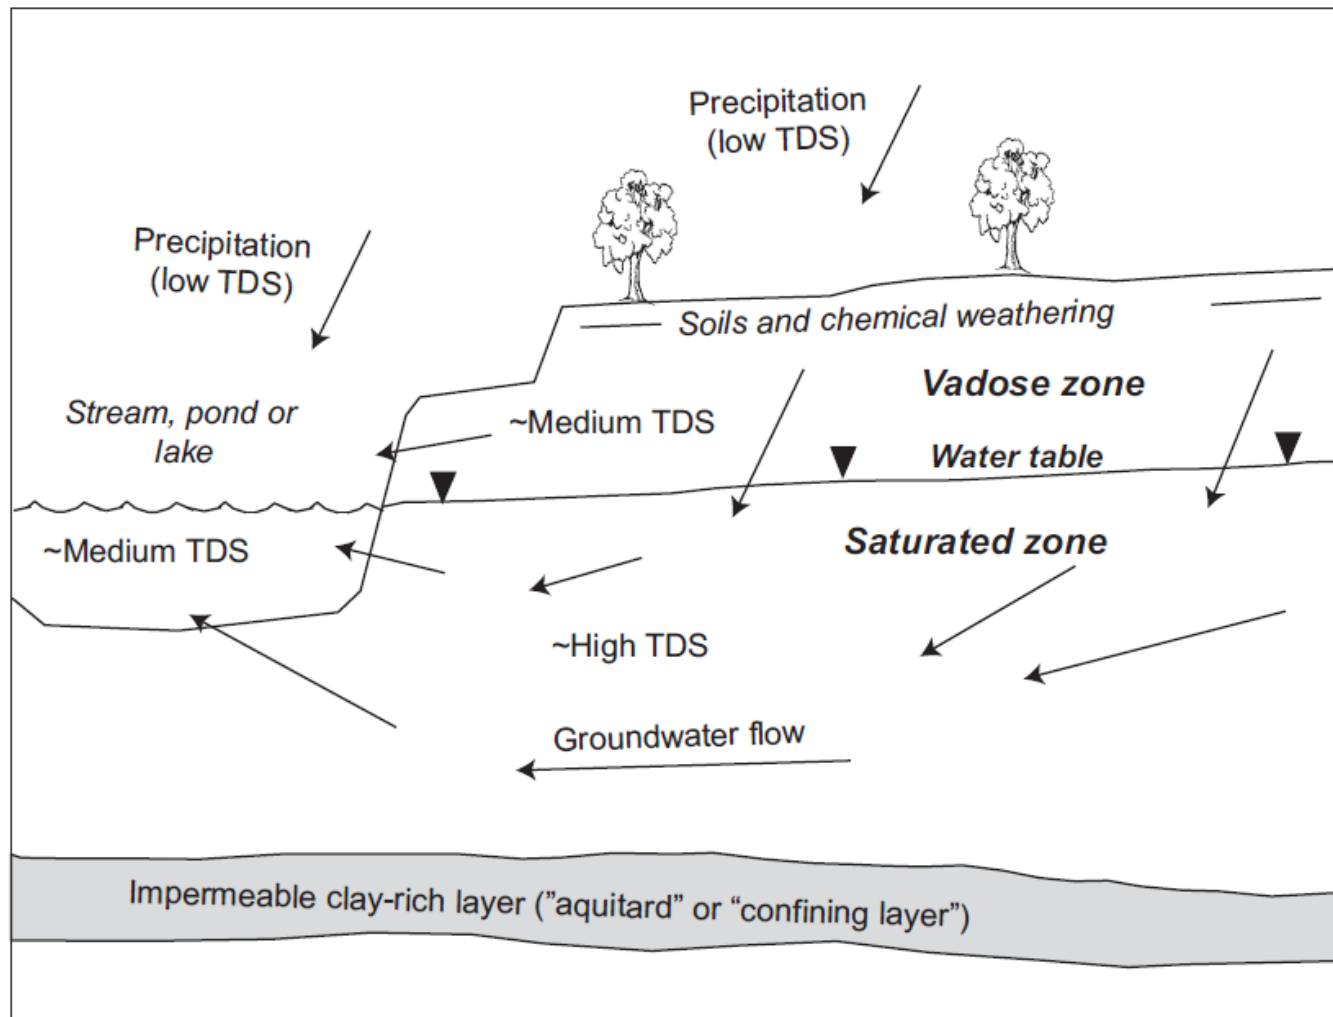 Precipitation
(low TDS)
Precipitation
(low TDS)
Soils and chemical weathering
Vadose zone
Stream, pond or
lake
~Medium TDS
Water table
~Medium TDS
Saturated zone
~High TDS
Groundwater flow
Impermeable clay-rich layer (”aquitard” or “confining layer”)